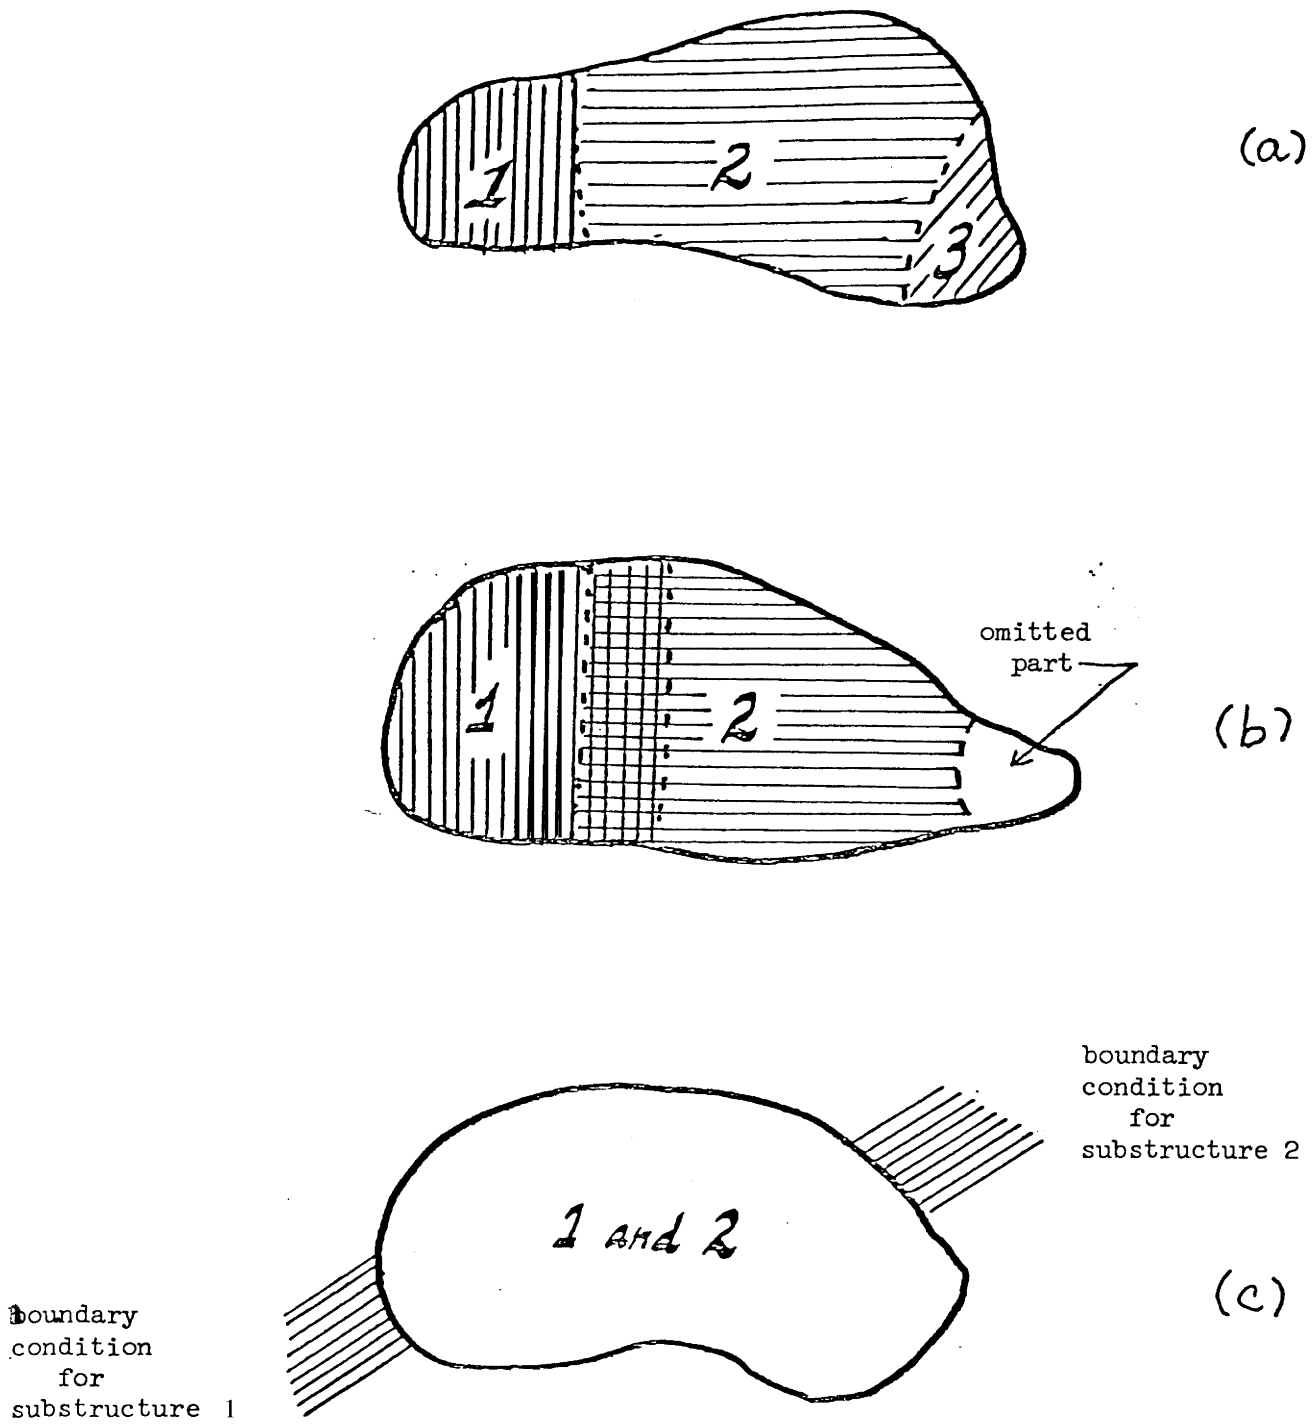 (a)
1
2
3
omitted
part
1
2
(b)
boundary
condition
for
substructure 2
1 and 2
(c)
boundary
condition
for
substructure 1